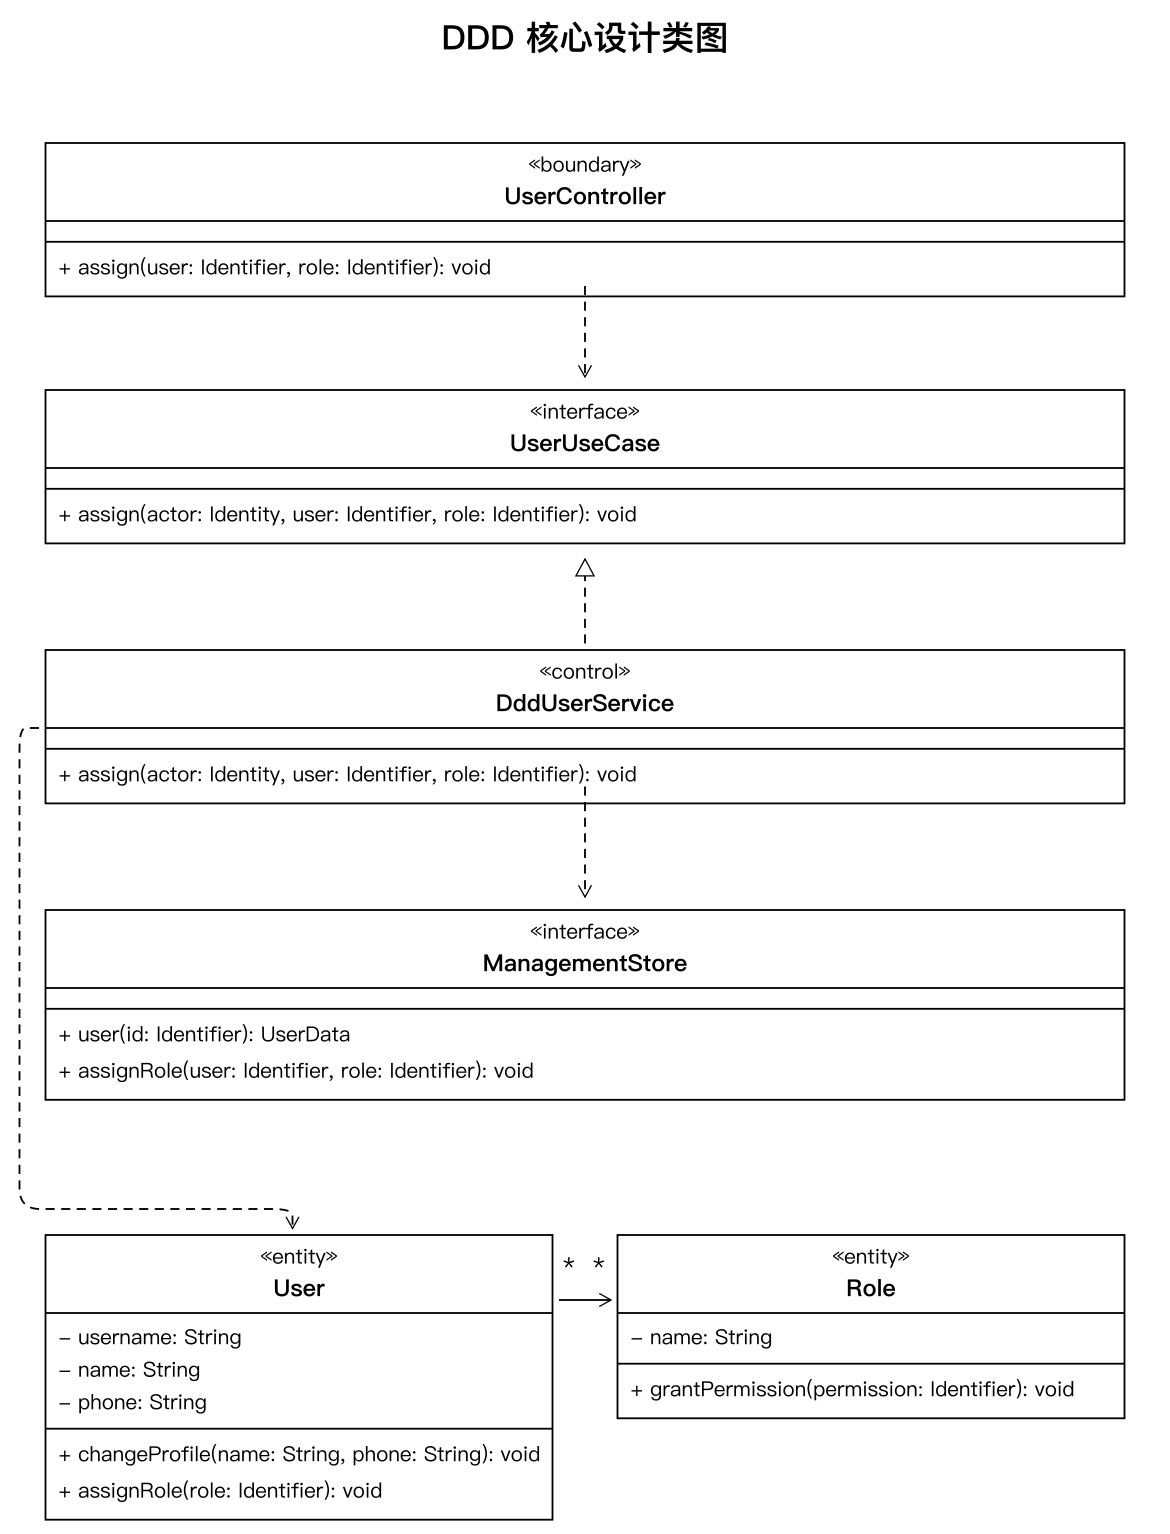 DDD 核心设计类图
«boundary»
UserController
+ assign(user: Identifier, role: Identifier): void
«interface»
UserUseCase
+ assign(actor: Identity, user: Identifier, role: Identifier): void
«control»
DddUserService
+ assign(actor: Identity, user: Identifier, role: Identifier): void
«interface»
ManagementStore
+ user(id: Identifier): UserData
+ assignRole(user: Identifier, role: Identifier): void
«entity»
User
– username: String
– name: String
– phone: String
+ changeProfile(name: String, phone: String): void
+ assignRole(role: Identifier): void
* *
«entity»
Role
– name: String
+ grantPermission(permission: Identifier): void